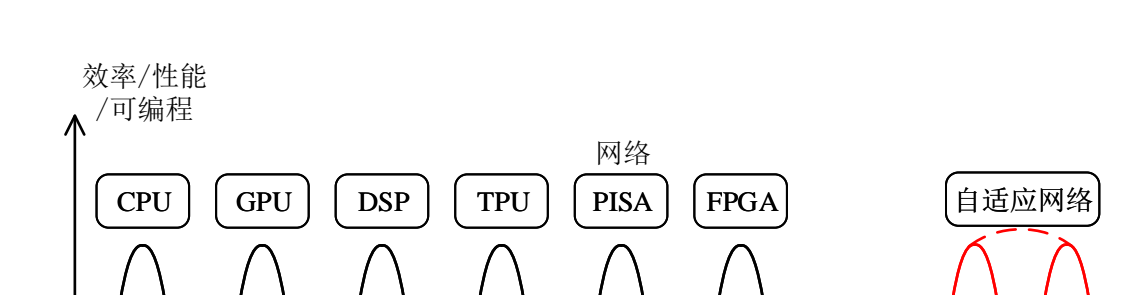 效率/性能
/可编程
网络
CPU
GPU
DSP
TPU
PISA
FPGA
自适应网络